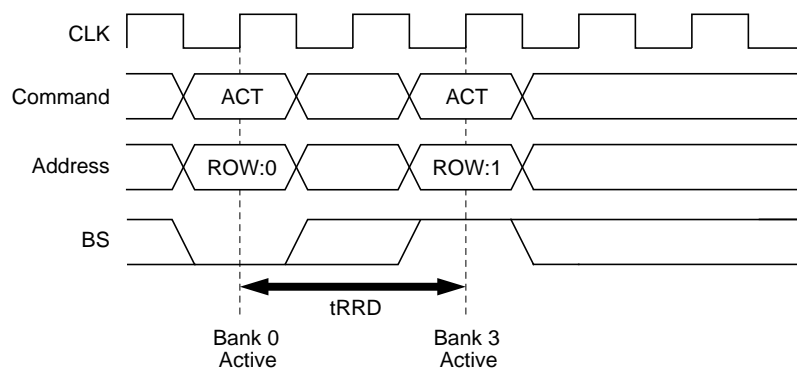 CLK
Command
ACT
ACT
Address
ROW:0
ROW:1
BS
tRRD
Bank 0
Active
Bank 3
Active